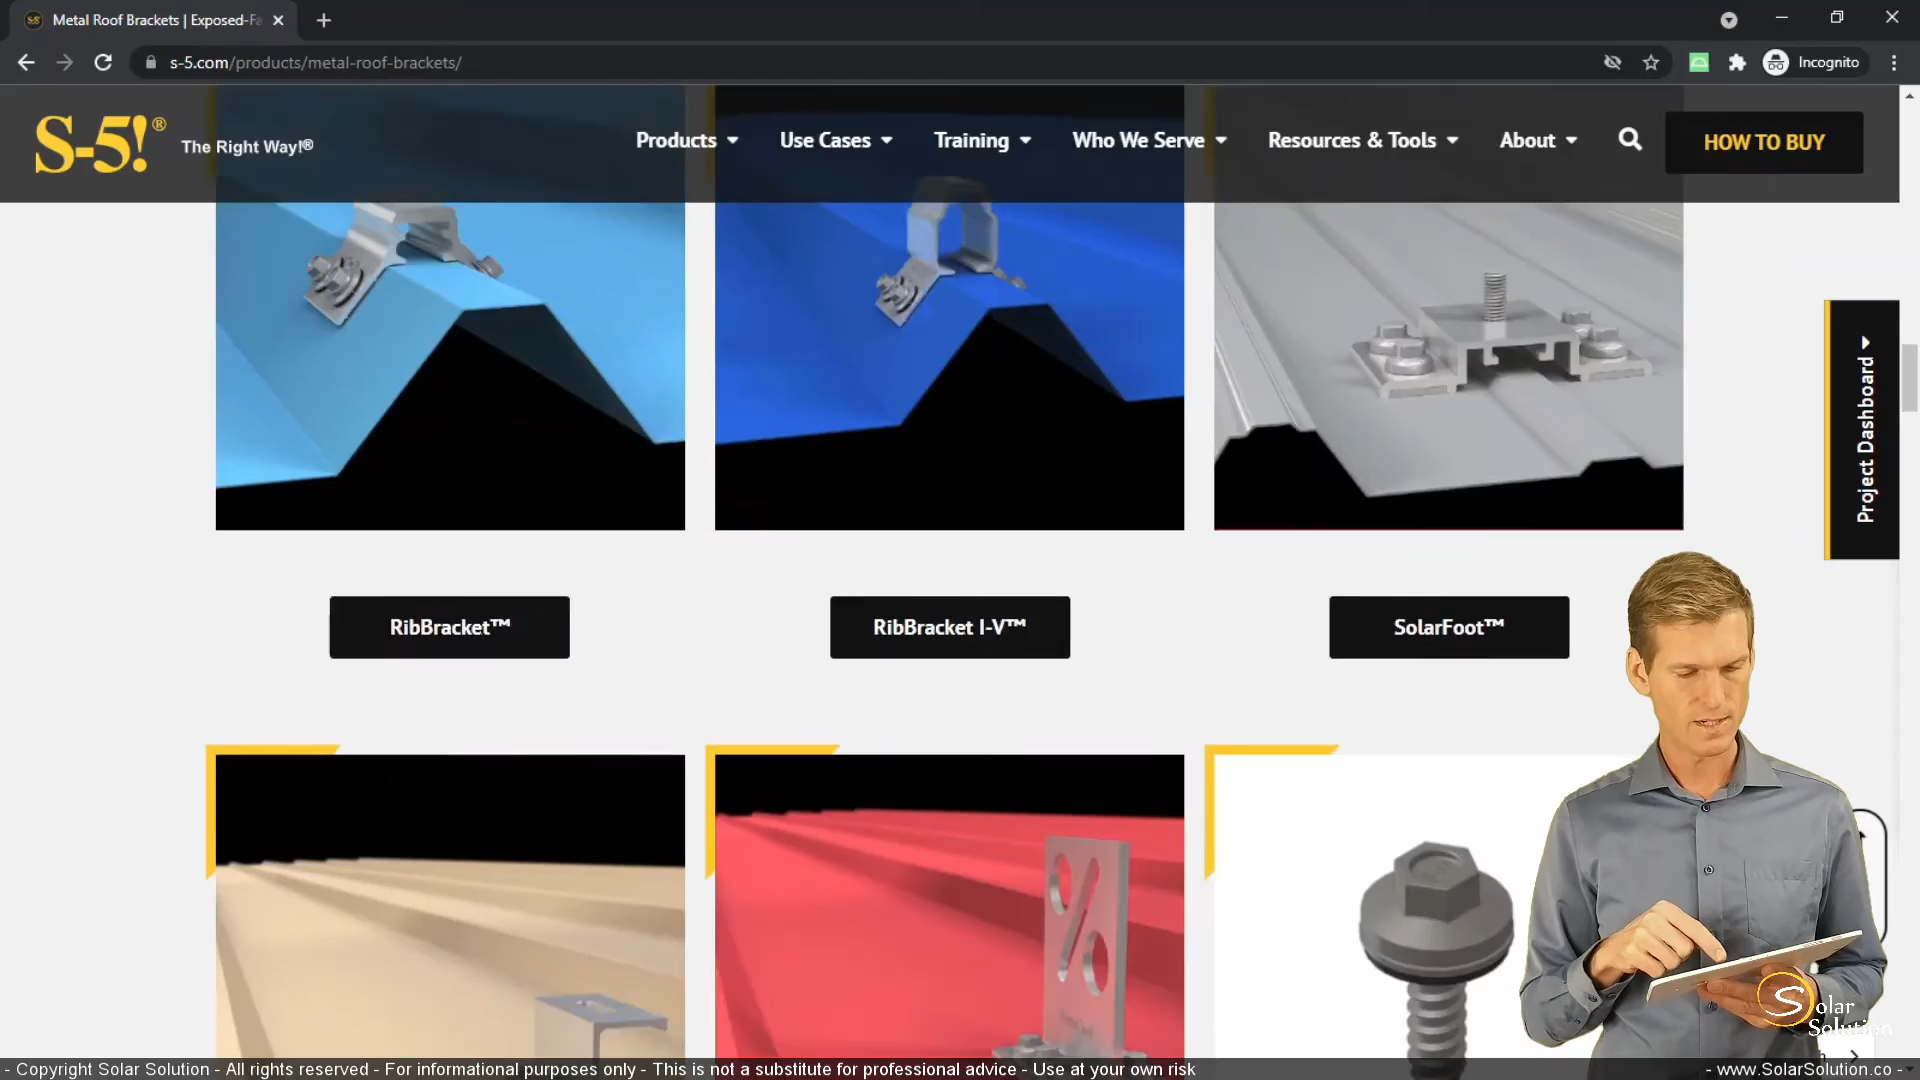 Metal Roof Brackets | Exposed-Fa
s-5.com/products/metal-roof-brackets/
Incognito
S-5!® The Right Way!®
Products
Use Cases
Training
Who We Serve
Resources & Tools
About
HOW TO BUY
Project Dashboard
RibBracket™
RibBracket I-V™
SolarFoot™
Solar
Solution
- Copyright Solar Solution - All rights reserved - For informational purposes only - This is not a substitute for professional advice - Use at your own risk
- www.SolarSolution.co -